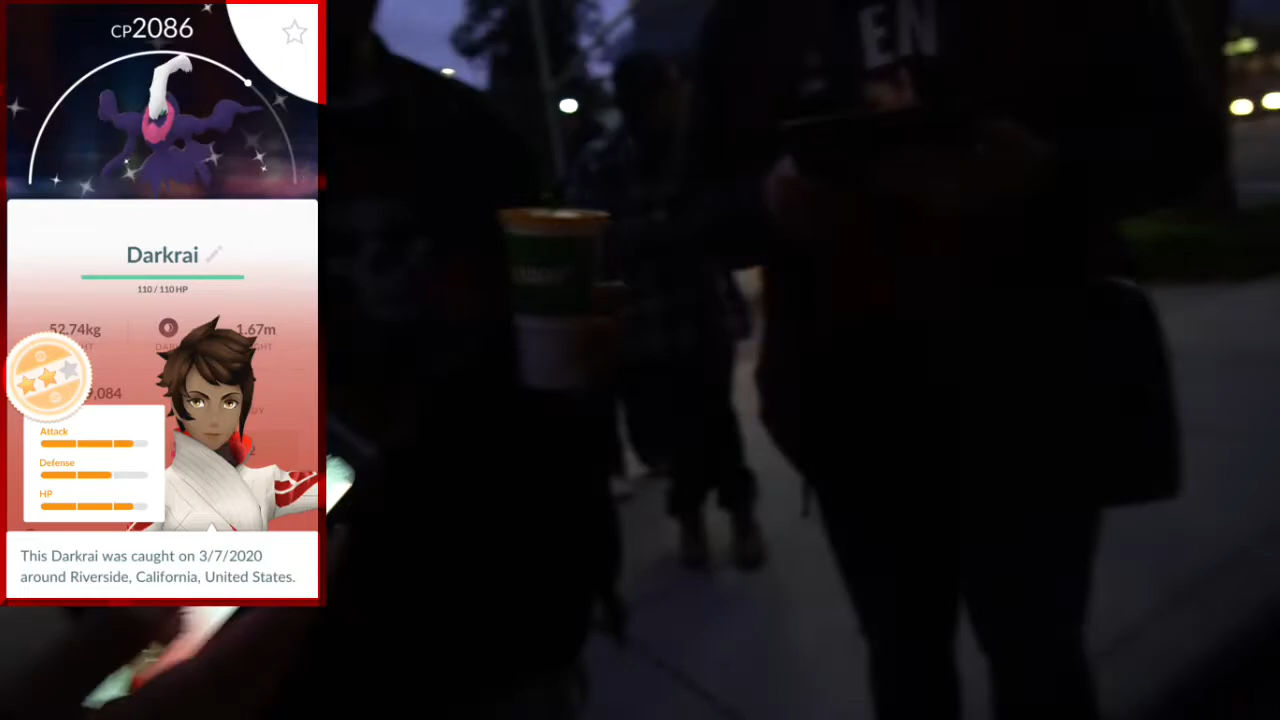 CP2086
Darkrai
110 / 110 HP
52.74kg
1.67m
,084
Attack
Defense
HP
This Darkrai was caught on 3/7/2020
around Riverside, California, United States.
EN